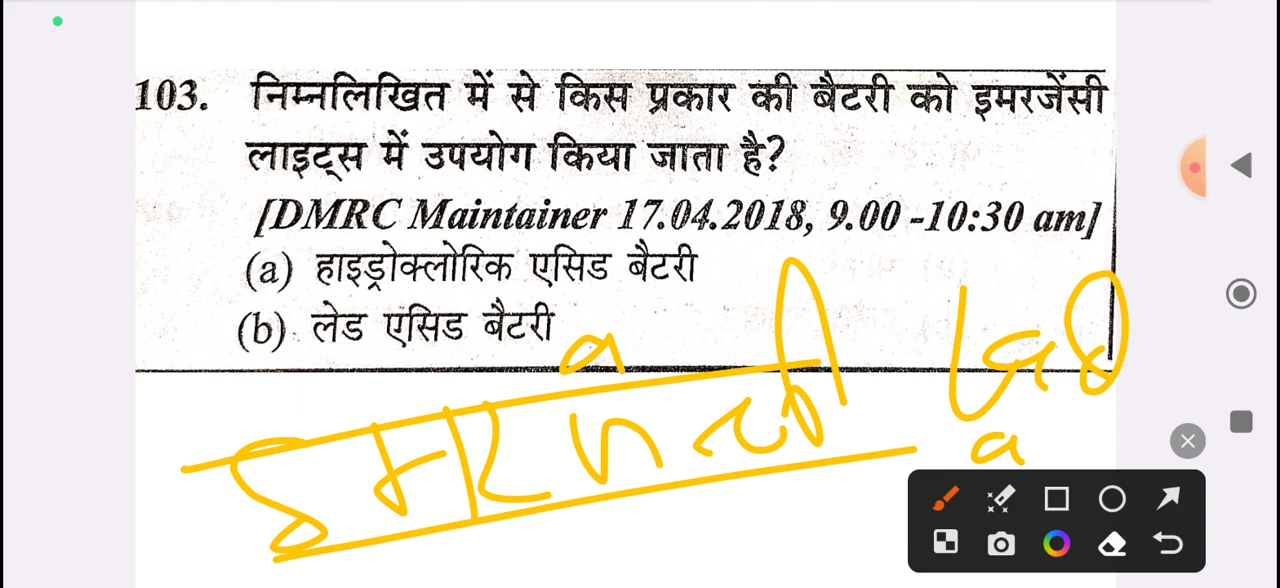 103. निम्नलिखित में से किस प्रकार की बैटरी को इमरजेंसी
लाइट्स में उपयोग किया जाता है?
[DMRC Maintainer 17.04.2018, 9.00 -10:30 am]
(a) हाइड्रोक्लोरिक एसिड बैटरी
(b) लेड एसिड बैटरी